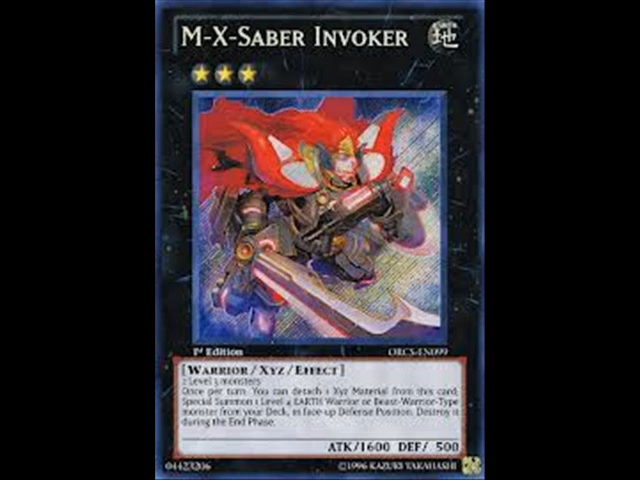 M-X-SABER INVOKER
地
1st Edition
ORCS-EN099
[WARRIOR / XYZ / EFFECT]
2 Level 3 monsters
Once per turn: You can detach 1 Xyz Material from this card;
Special Summon 1 Level 4 EARTH Warrior or Beast-Warrior-Type
monster from your Deck, in face-up Defense Position. Destroy it
during the End Phase.
ATK/1600 DEF/ 500
04423206
©1996 KAZUKI TAKAHASHI